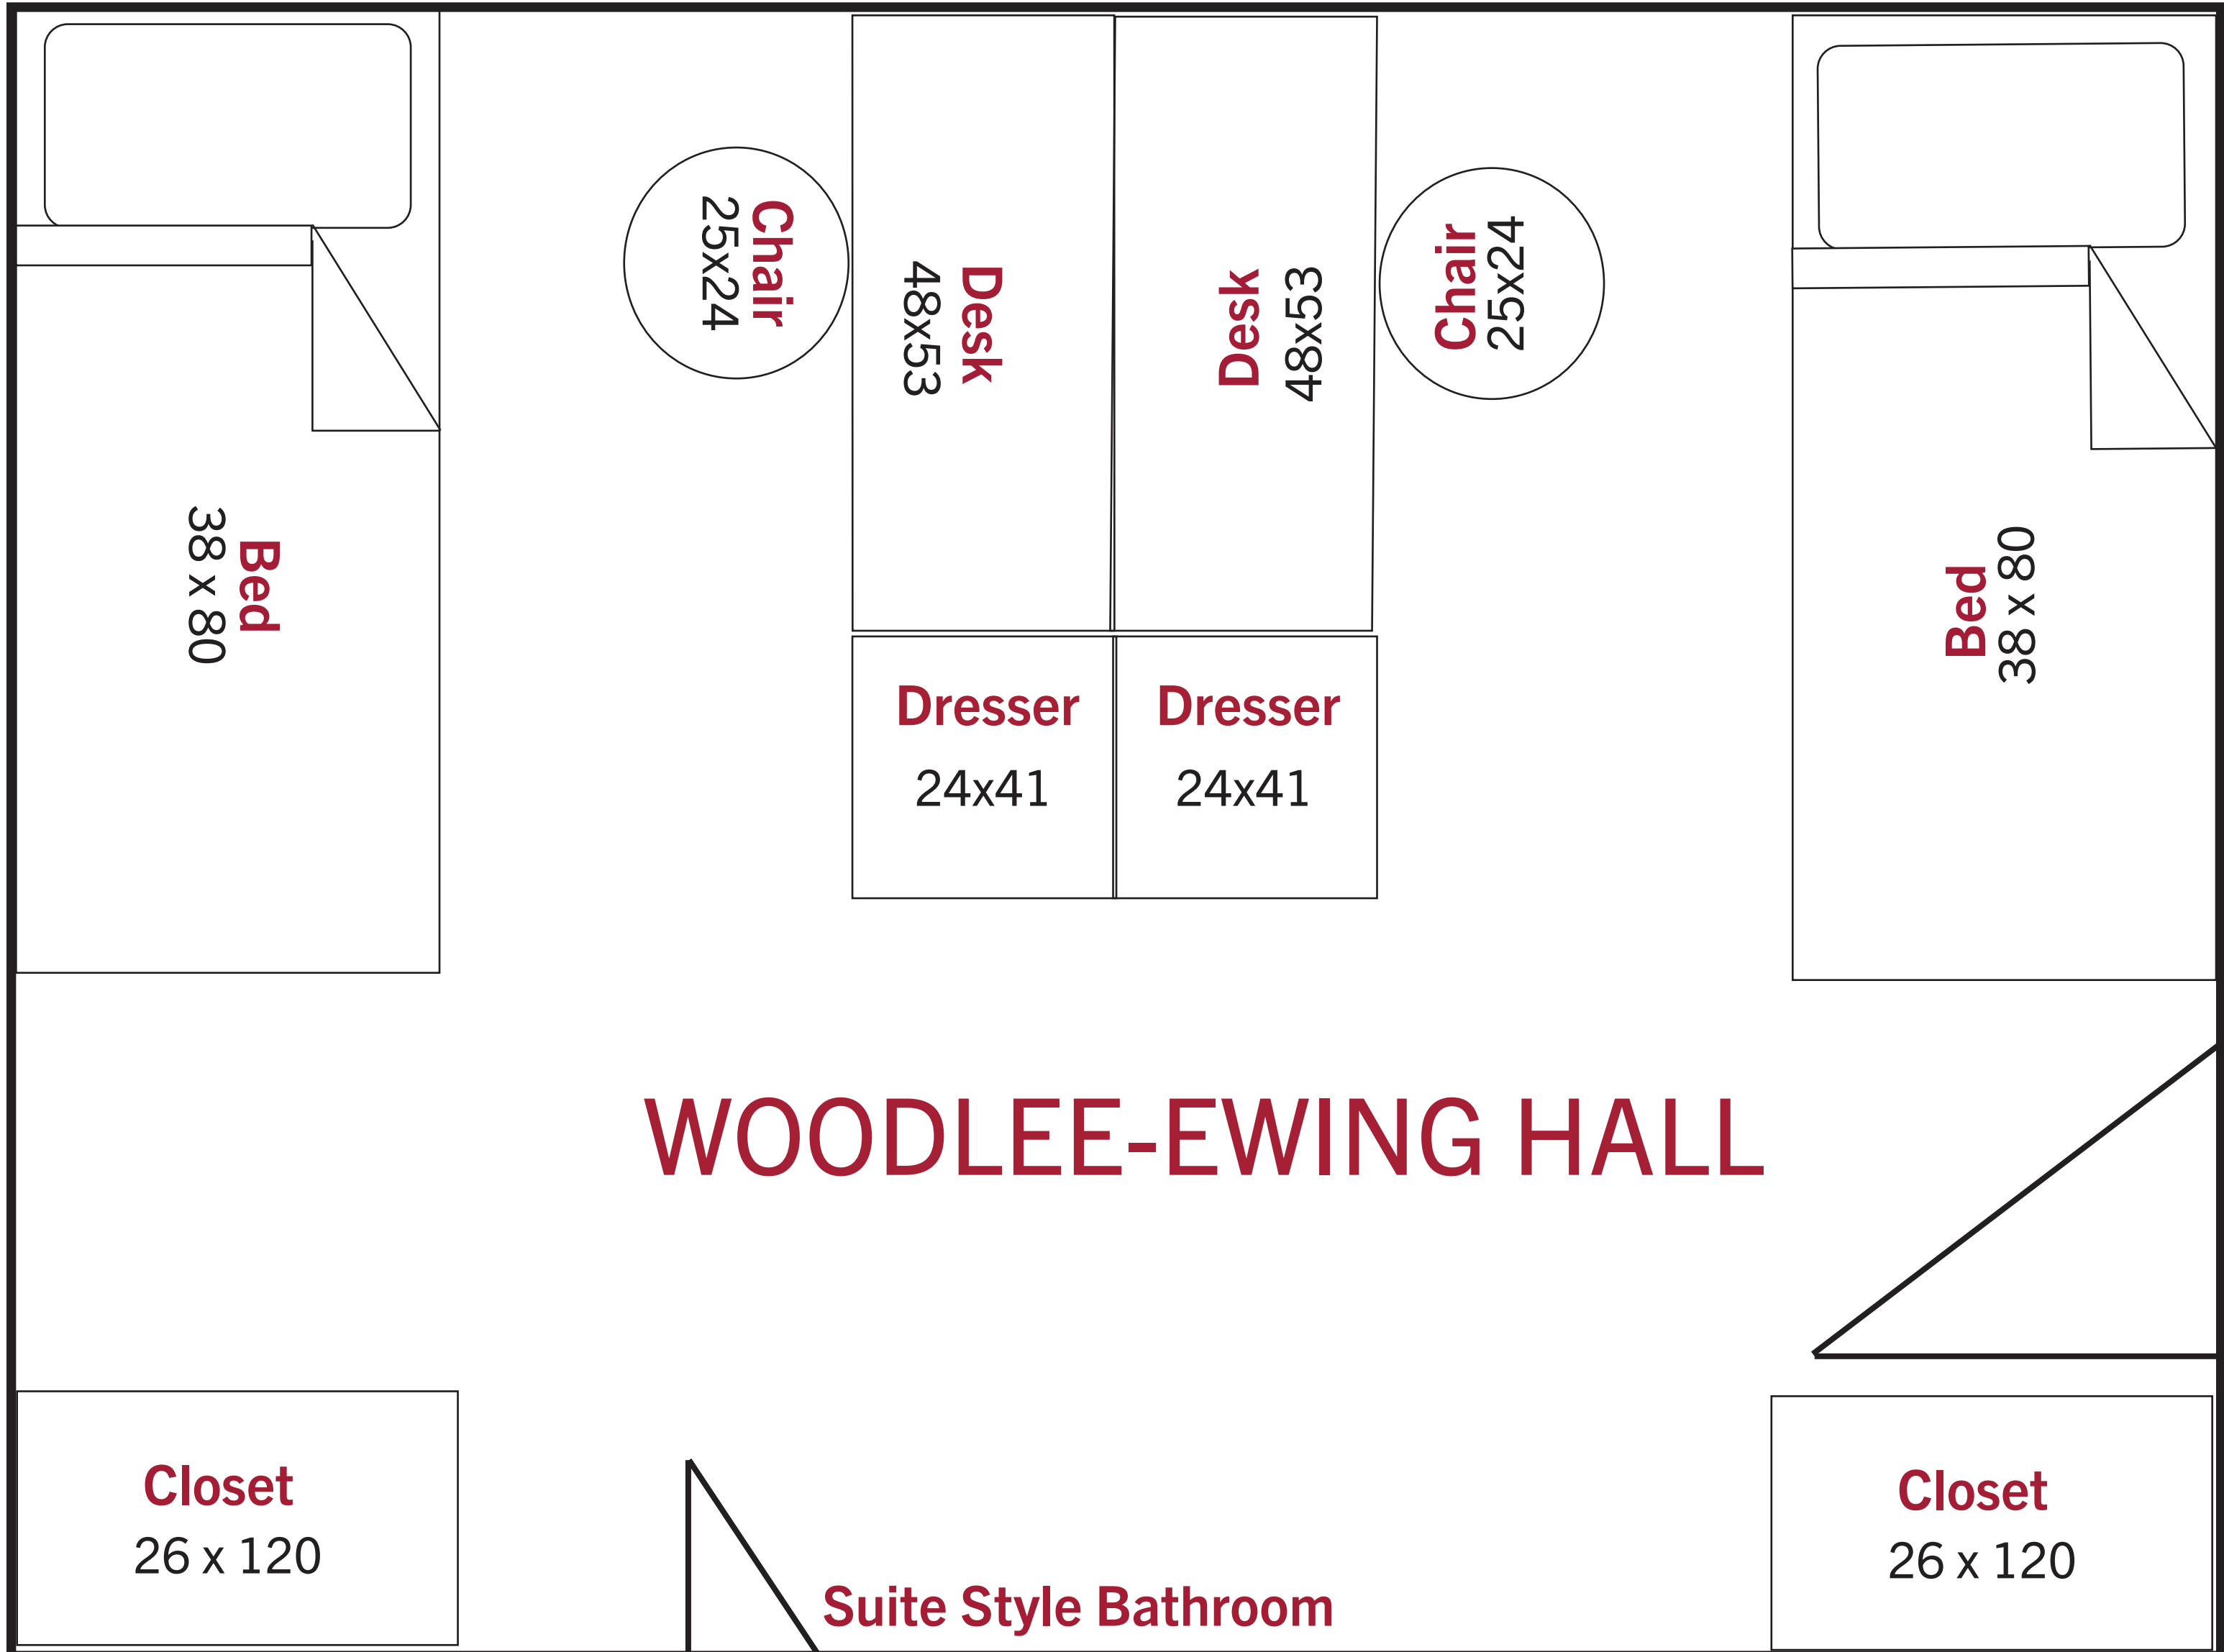 Chair
25x24
Desk
48x53
Desk
48x53
Chair
25x24
Bed
38 x 80
Bed
38 x 80
Dresser
24x41
Dresser
24x41
WOODLEE-EWING HALL
Closet
26 x 120
Closet
26 x 120
Suite Style Bathroom